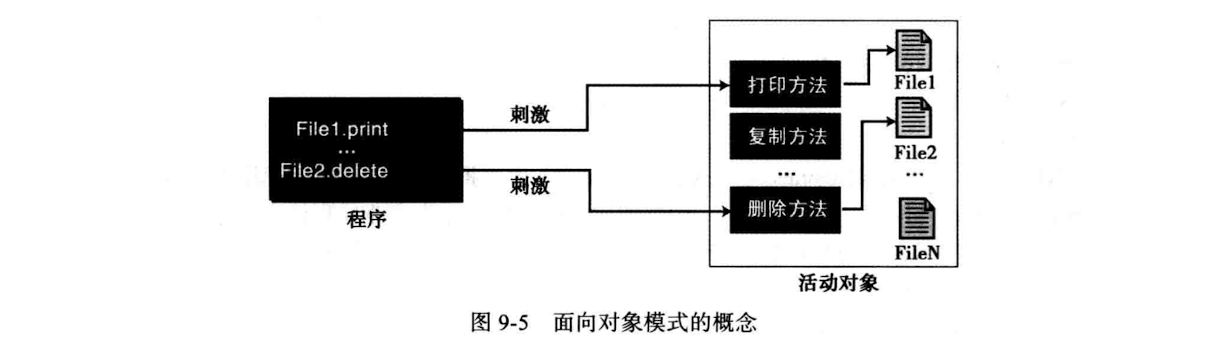 File1.print
...
File2.delete
程序
刺激
刺激
打印方法
复制方法
...
删除方法
File1
File2
...
FileN
活动对象
图 9-5 面向对象模式的概念